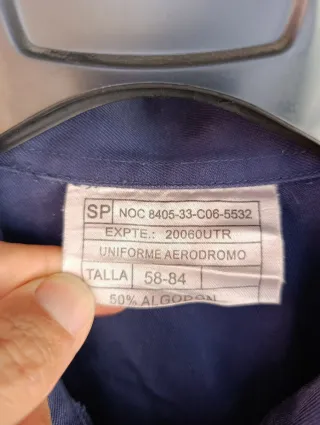 SP NOC 8405-33-C06-5532
EXPTE.: 20060UTR
UNIFORME AERODROMO
TALLA 58-84
50% ALGODON